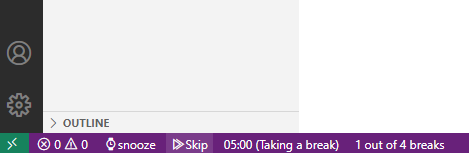 OUTLINE
0 0 snooze Skip 05:00 (Taking a break) 1 out of 4 breaks